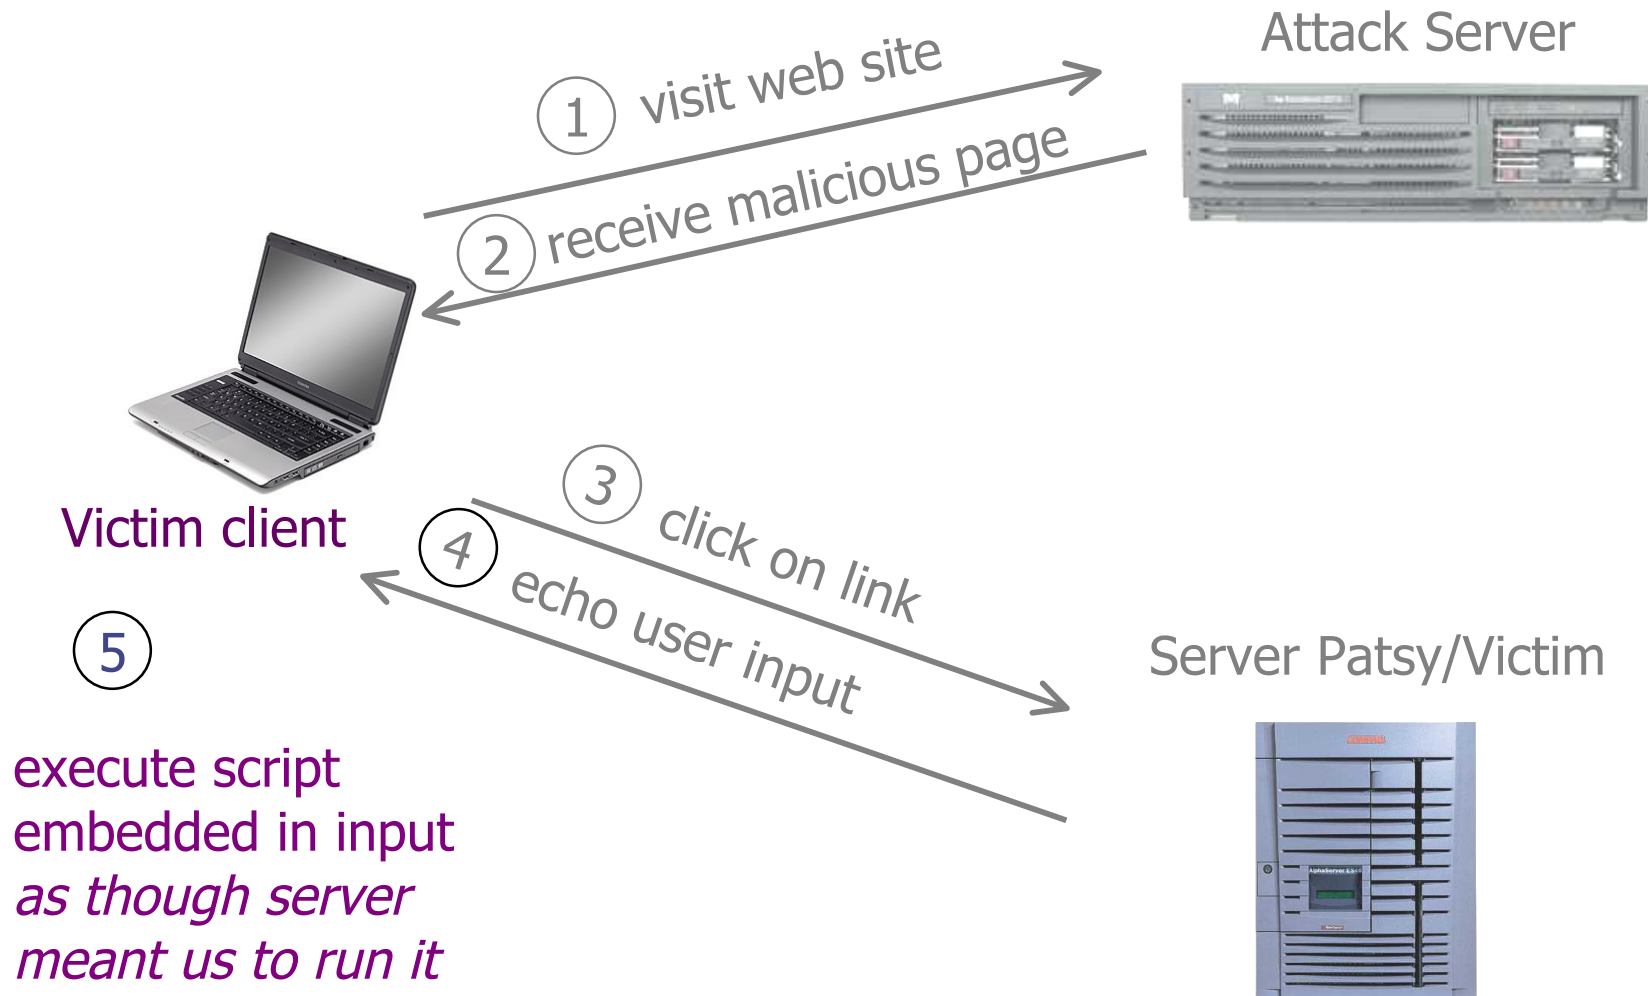 Attack Server
1 visit web site
2 receive malicious page
Victim client
3 click on link
4 echo user input
Server Patsy/Victim
5
execute script
embedded in input
as though server
meant us to run it